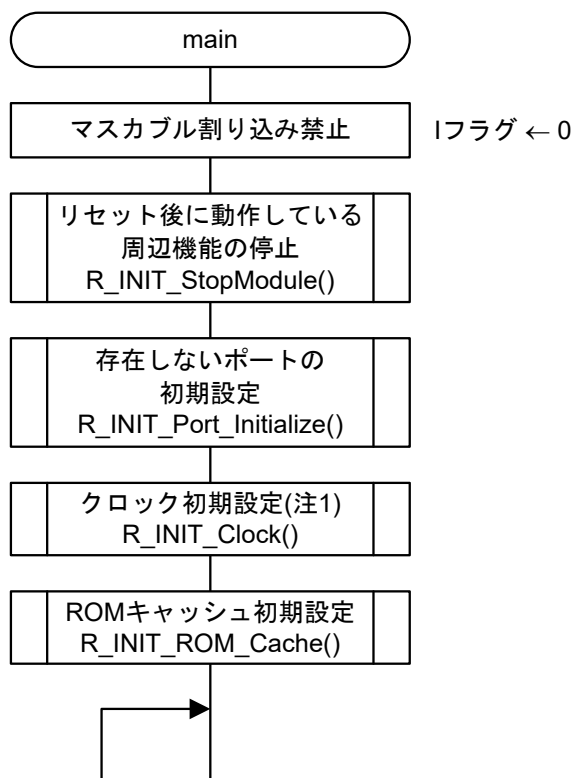 main
マスカブル割り込み禁止
Iフラグ ← 0
リセット後に動作している
周辺機能の停止
R_INIT_StopModule()
存在しないポートの
初期設定
R_INIT_Port_Initialize()
クロック初期設定(注1)
R_INIT_Clock()
ROMキャッシュ初期設定
R_INIT_ROM_Cache()